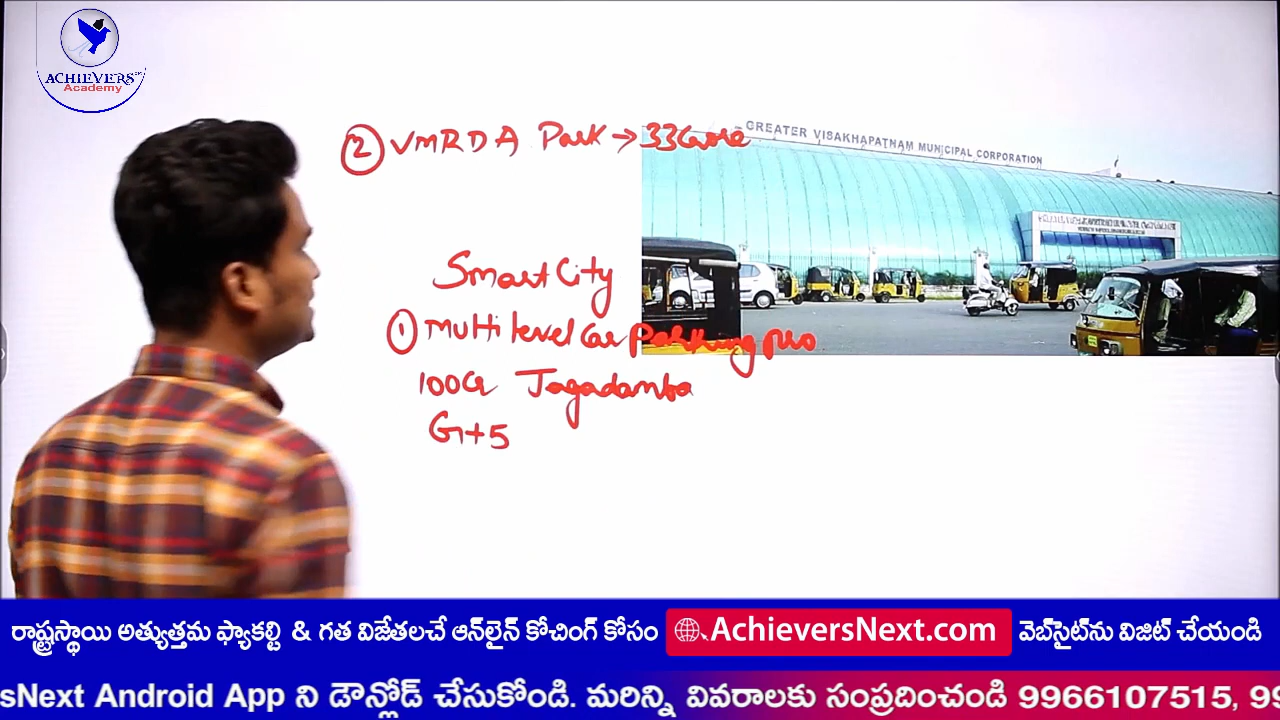 ACHIEVERS
Academy
② VMRDA Park → 33 Crore
GREATER VISAKHAPATNAM MUNICIPAL CORPORATION
Smart City
① Multi level Car Parking pro
100Cr Jagadamba
G+5
రాష్ట్రస్థాయి అత్యుత్తమ ఫ్యాకల్టి & గత విజేతలచే ఆన్‌లైన్ కోచింగ్ కోసం AchieversNext.com వెబ్‌సైట్‌ను విజిట్ చేయండి
sNext Android App ని డౌన్లోడ్ చేసుకోండి. మరిన్ని వివరాలకు సంప్రదించండి 9966107515, 99